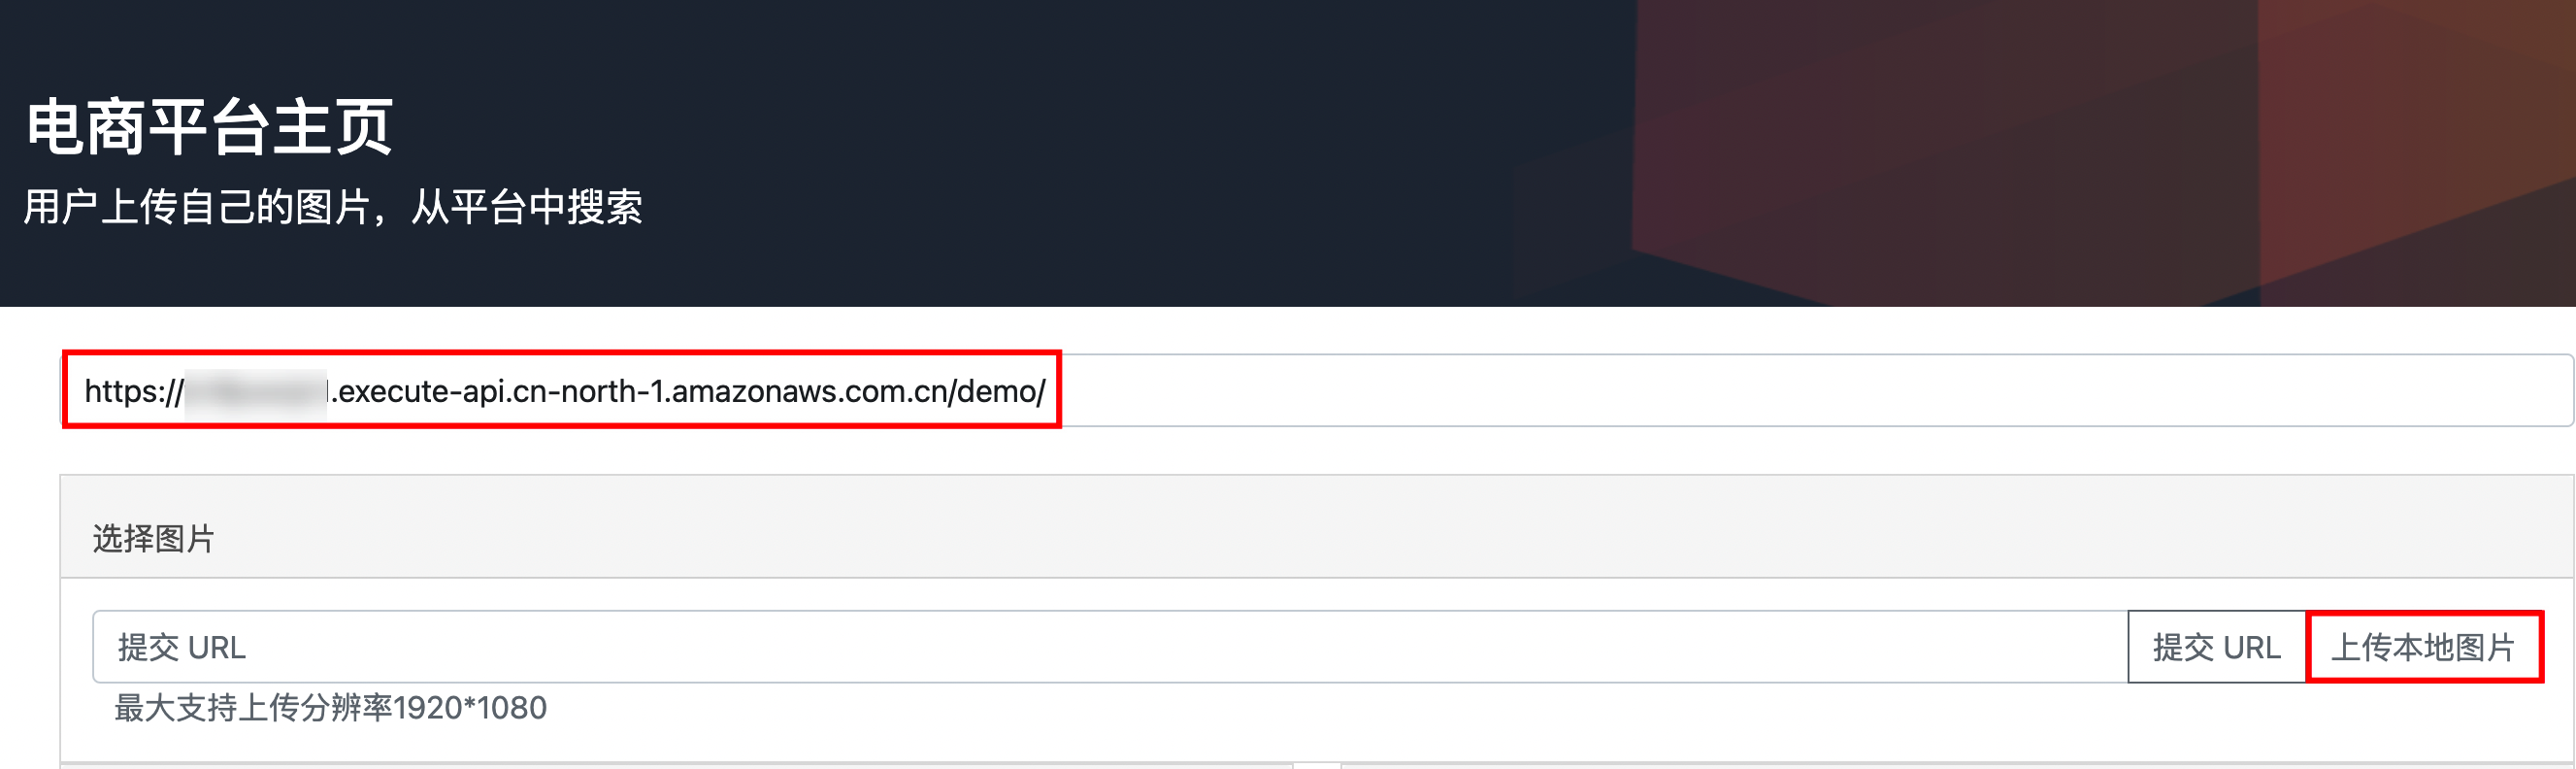 电商平台主页
用户上传自己的图片，从平台中搜索
https:// .execute-api.cn-north-1.amazonaws.com.cn/demo/
选择图片
提交 URL 提交 URL 上传本地图片
最大支持上传分辨率1920*1080